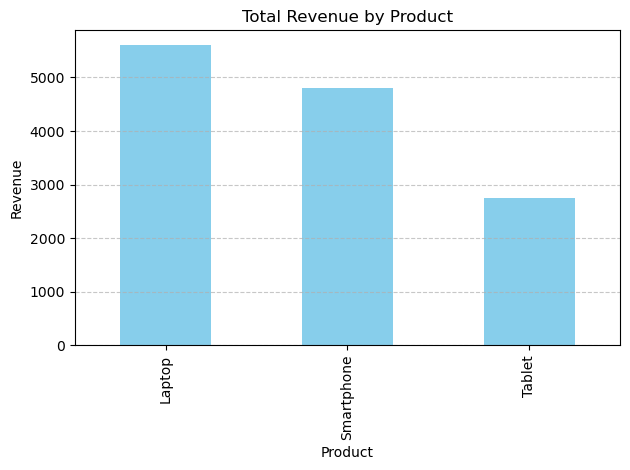 Total Revenue by Product
Revenue
5000
4000
3000
2000
1000
0
Laptop
Smartphone
Tablet
Product